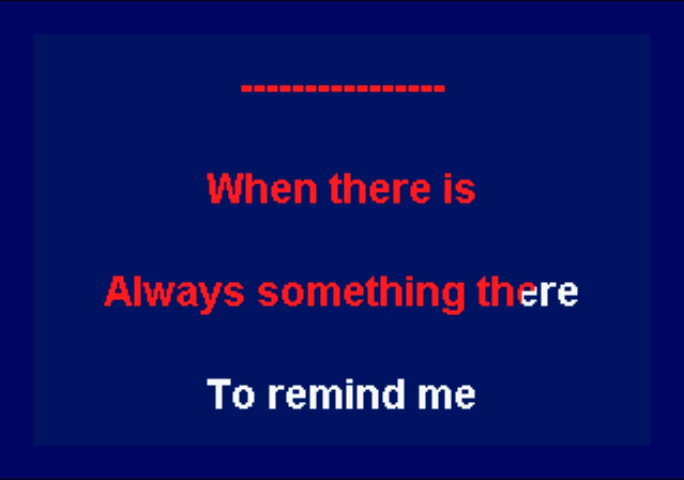 ----------------
When there is
Always something there
To remind me